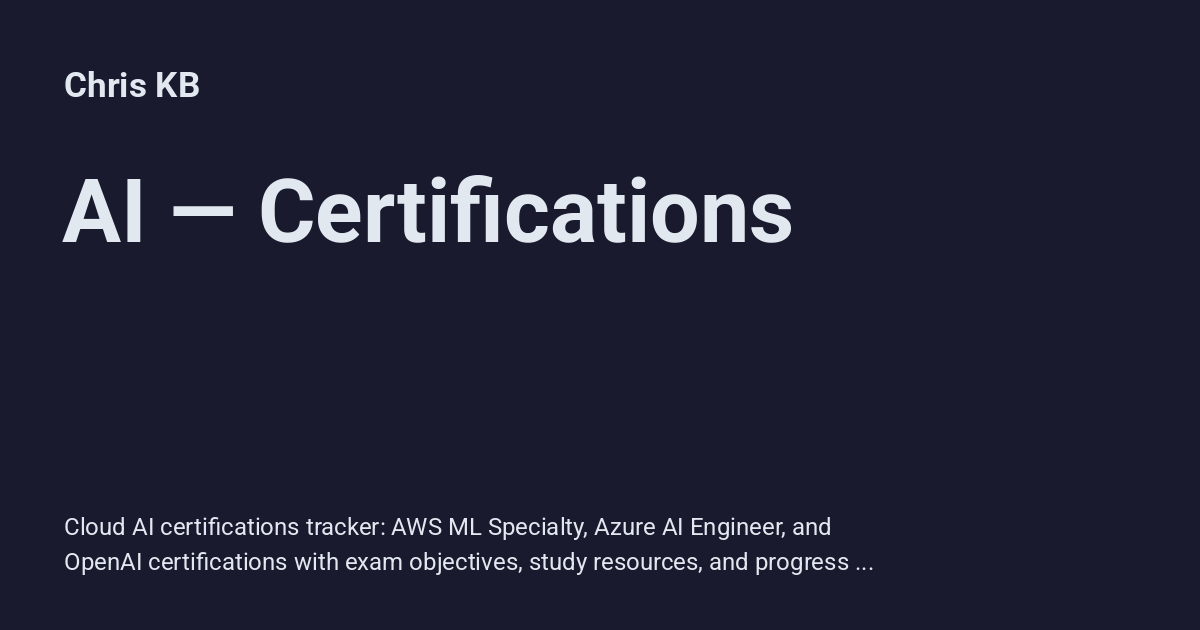 Chris KB
AI — Certifications
Cloud AI certifications tracker: AWS ML Specialty, Azure AI Engineer, and
OpenAI certifications with exam objectives, study resources, and progress ...